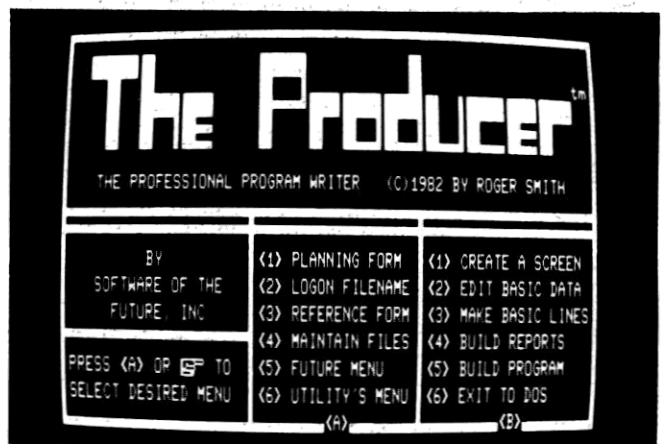 The Producer tm
THE PROFESSIONAL PROGRAM WRITER (C)1982 BY ROGER SMITH
BY
SOFTWARE OF THE
FUTURE, INC
PRESS <A> OR TO
SELECT DESIRED MENU
<1> PLANNING FORM
<2> LOGON FILENAME
<3> REFERENCE FORM
<4> MAINTAIN FILES
<5> FUTURE MENU
<6> UTILITY'S MENU
<A>
<1> CREATE A SCREEN
<2> EDIT BASIC DATA
<3> MAKE BASIC LINES
<4> BUILD REPORTS
<5> BUILD PROGRAM
<6> EXIT TO DOS
<B>